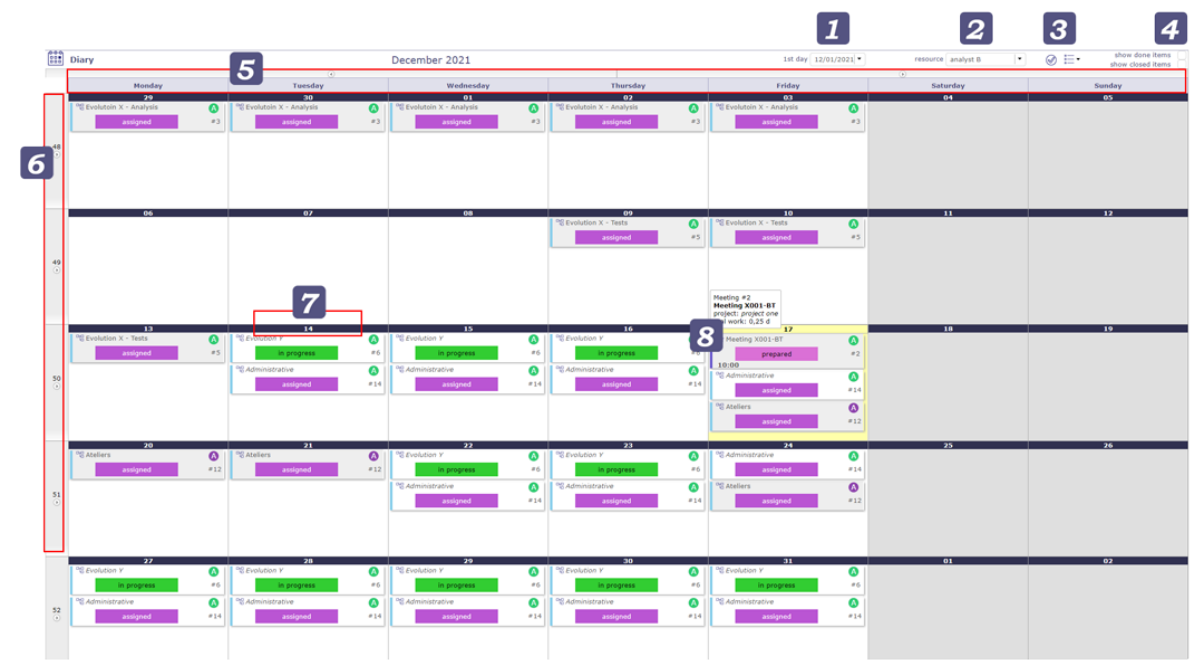 1 2 3 4
Diary December 2021 1st day 12/01/2021 resource analyst B show done items
show closed items
5
Monday Tuesday Wednesday Thursday Friday Saturday Sunday
29 30 01 02 03 04 05
Evolutoin X - Analysis A Evolutoin X - Analysis A Evolutoin X - Analysis A Evolutoin X - Analysis A Evolutoin X - Analysis A
assigned #3 assigned #3 assigned #3 assigned #3 assigned #3
48
6
06 07 08 09 10 11 12
Evolution X - Tests A Evolution X - Tests A
assigned #5 assigned #5
49
7
Meeting #2
Meeting X001-BT
project: project one
work: 0,25 d
8
13 14 15 16 17 18 19
Evolution X - Tests A Evolution Y A Evolution Y A Evolution Y A Meeting X001-BT A
assigned #5 in progress #6 in progress #6 in progress #6 prepared #2
10:00
50
Administrative A Administrative A Administrative A Administrative A
assigned #14 assigned #14 assigned #14 assigned #14
Ateliers A
assigned #12
20 21 22 23 24 25 26
Ateliers A Ateliers A Evolution Y A Evolution Y A Administrative A
assigned #12 assigned #12 in progress #6 in progress #6 assigned #14
51
Administrative A Administrative A Ateliers A
assigned #14 assigned #14 assigned #12
27 28 29 30 31 01 02
Evolution Y A Evolution Y A Evolution Y A Evolution Y A Evolution Y A
in progress #6 in progress #6 in progress #6 in progress #6 in progress #6
52
Administrative A Administrative A Administrative A Administrative A Administrative A
assigned #14 assigned #14 assigned #14 assigned #14 assigned #14